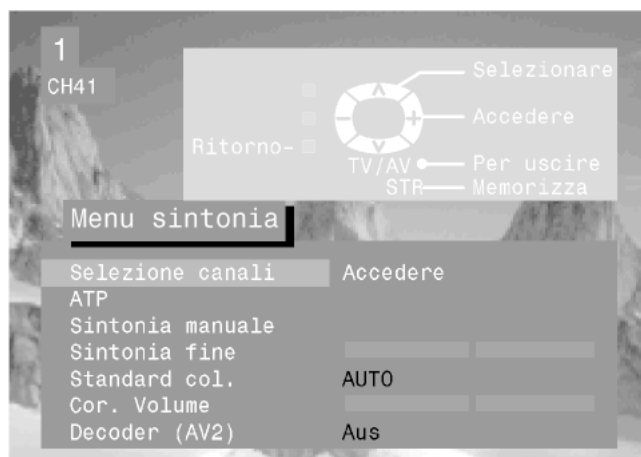 1
CH41
Selezionare
Accedere
Ritorno-
TV/AV Per uscire
STR Memorizza
Menu sintonia
Selezione canali Accedere
ATP
Sintonia manuale
Sintonia fine
Standard col. AUTO
Cor. Volume
Decoder (AV2) Aus